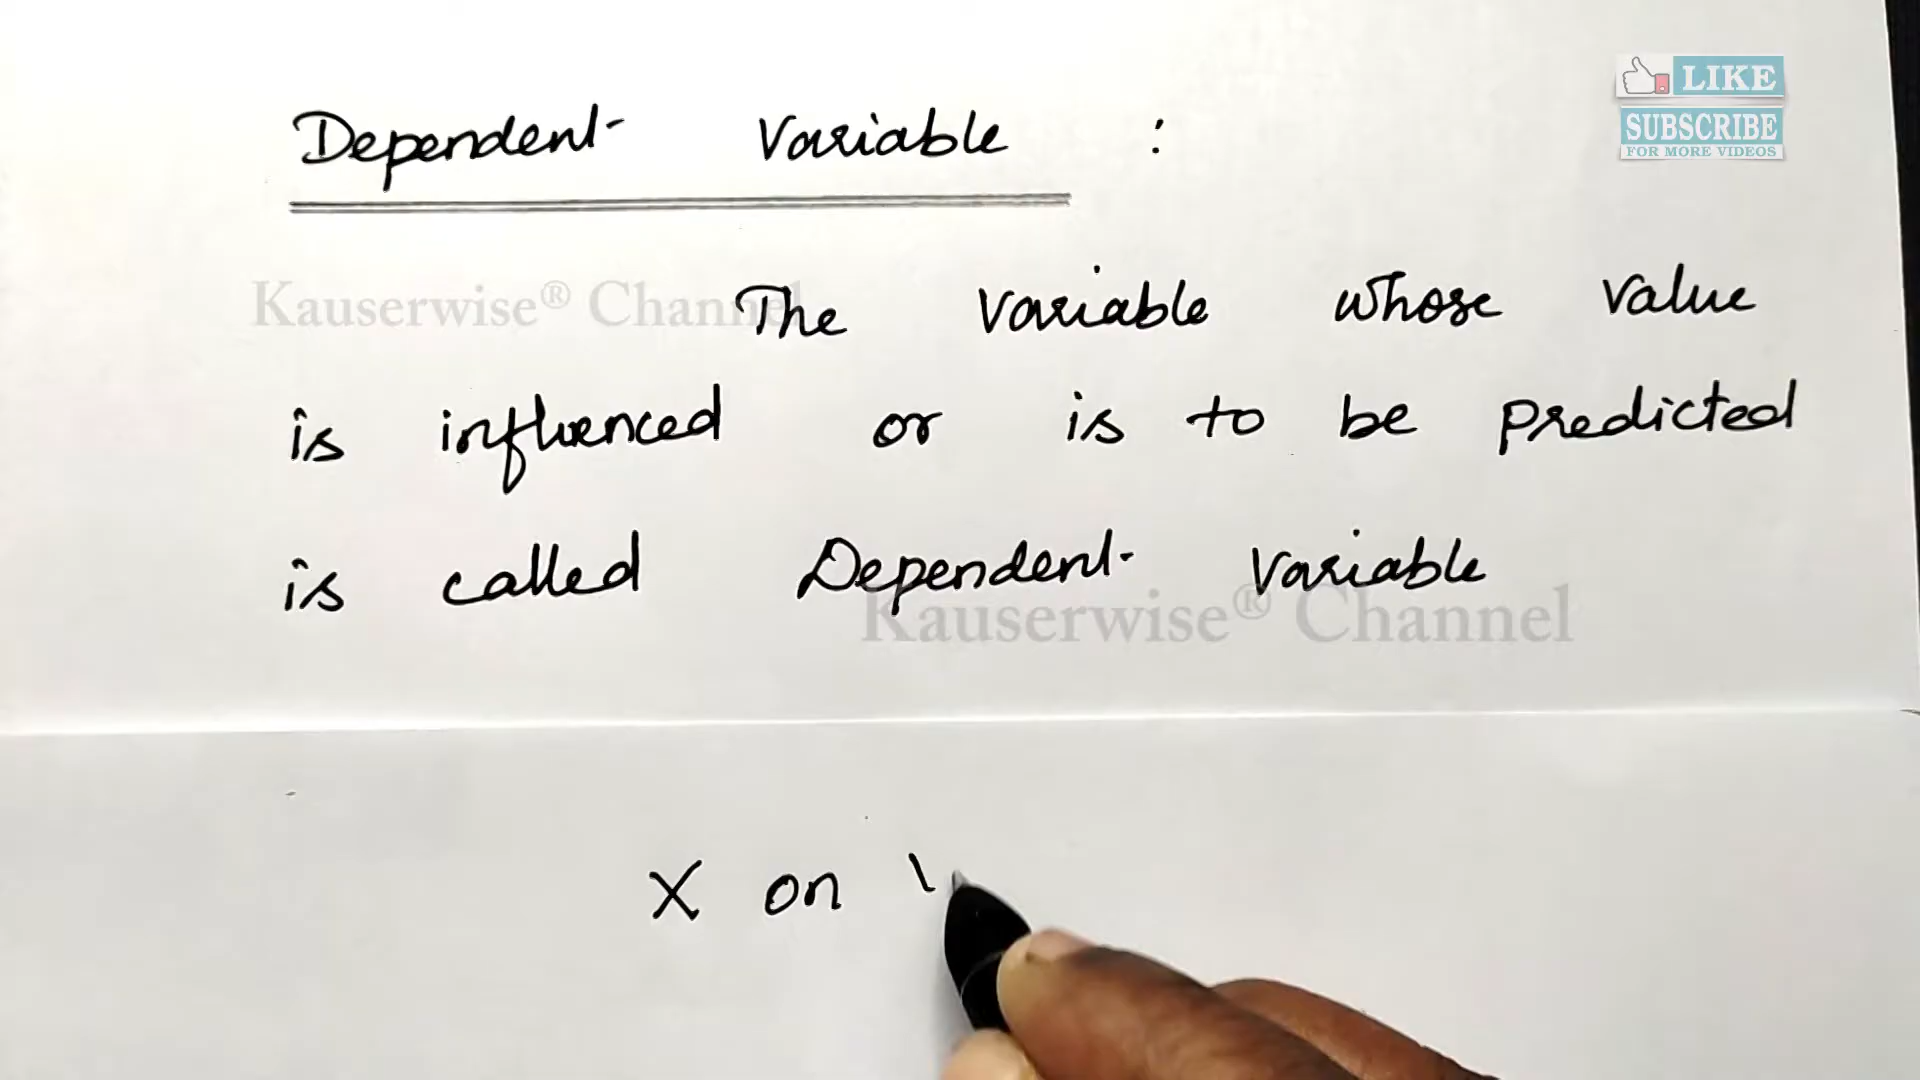 LIKE
SUBSCRIBE
FOR MORE VIDEOS
Dependent Variable :
Kauserwise® Channel
The variable whose value
is influenced or is to be predicted
is called Dependent variable
Kauserwise® Channel
X on